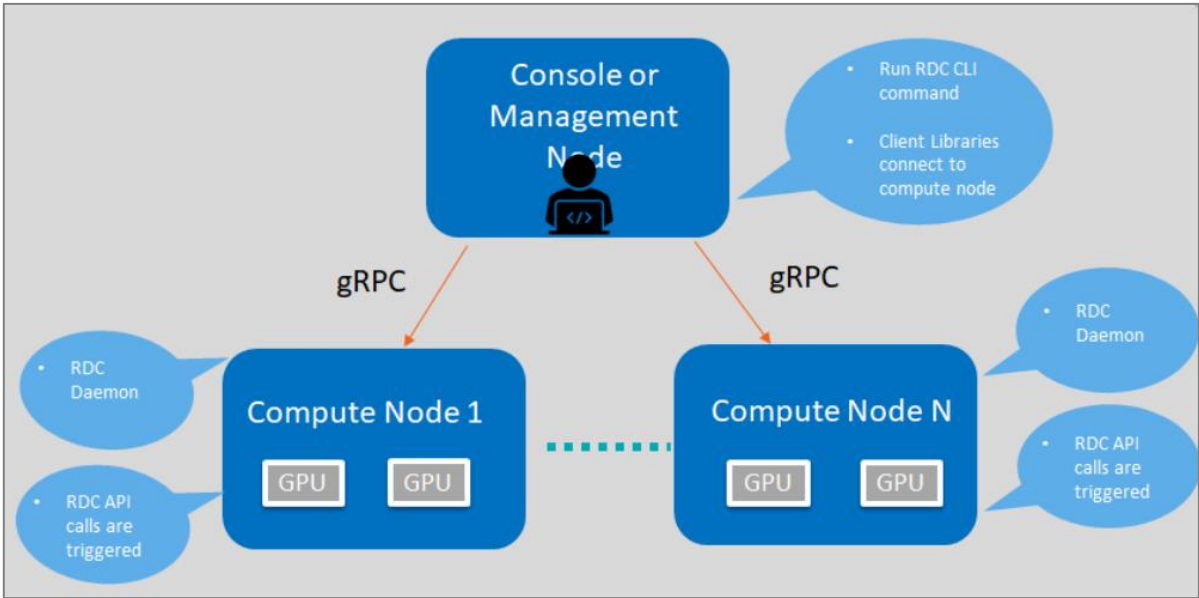 Console or
Management
Node
</>
• Run RDC CLI
command
• Client Libraries
connect to
compute node
gRPC
gRPC
• RDC
Daemon
• RDC
Daemon
Compute Node 1
Compute Node N
GPU
GPU
GPU
GPU
• RDC API
calls are
triggered
• RDC API
calls are
triggered